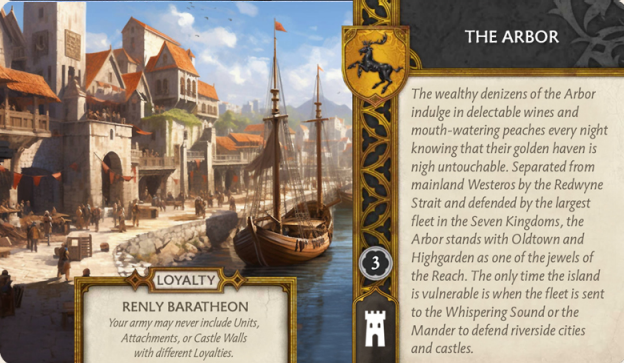 THE ARBOR
The wealthy denizens of the Arbor
indulge in delectable wines and
mouth-watering peaches every night
knowing that their golden haven is
nigh untouchable. Separated from
mainland Westeros by the Redwyne
Strait and defended by the largest
fleet in the Seven Kingdoms, the
Arbor stands with Oldtown and
Highgarden as one of the jewels of
the Reach. The only time the island
is vulnerable is when the fleet is sent
to the Whispering Sound or the
Mander to defend riverside cities
and castles.
3
LOYALTY
RENLY BARATHEON
Your army may never include Units,
Attachments, or Castle Walls
with different Loyalties.